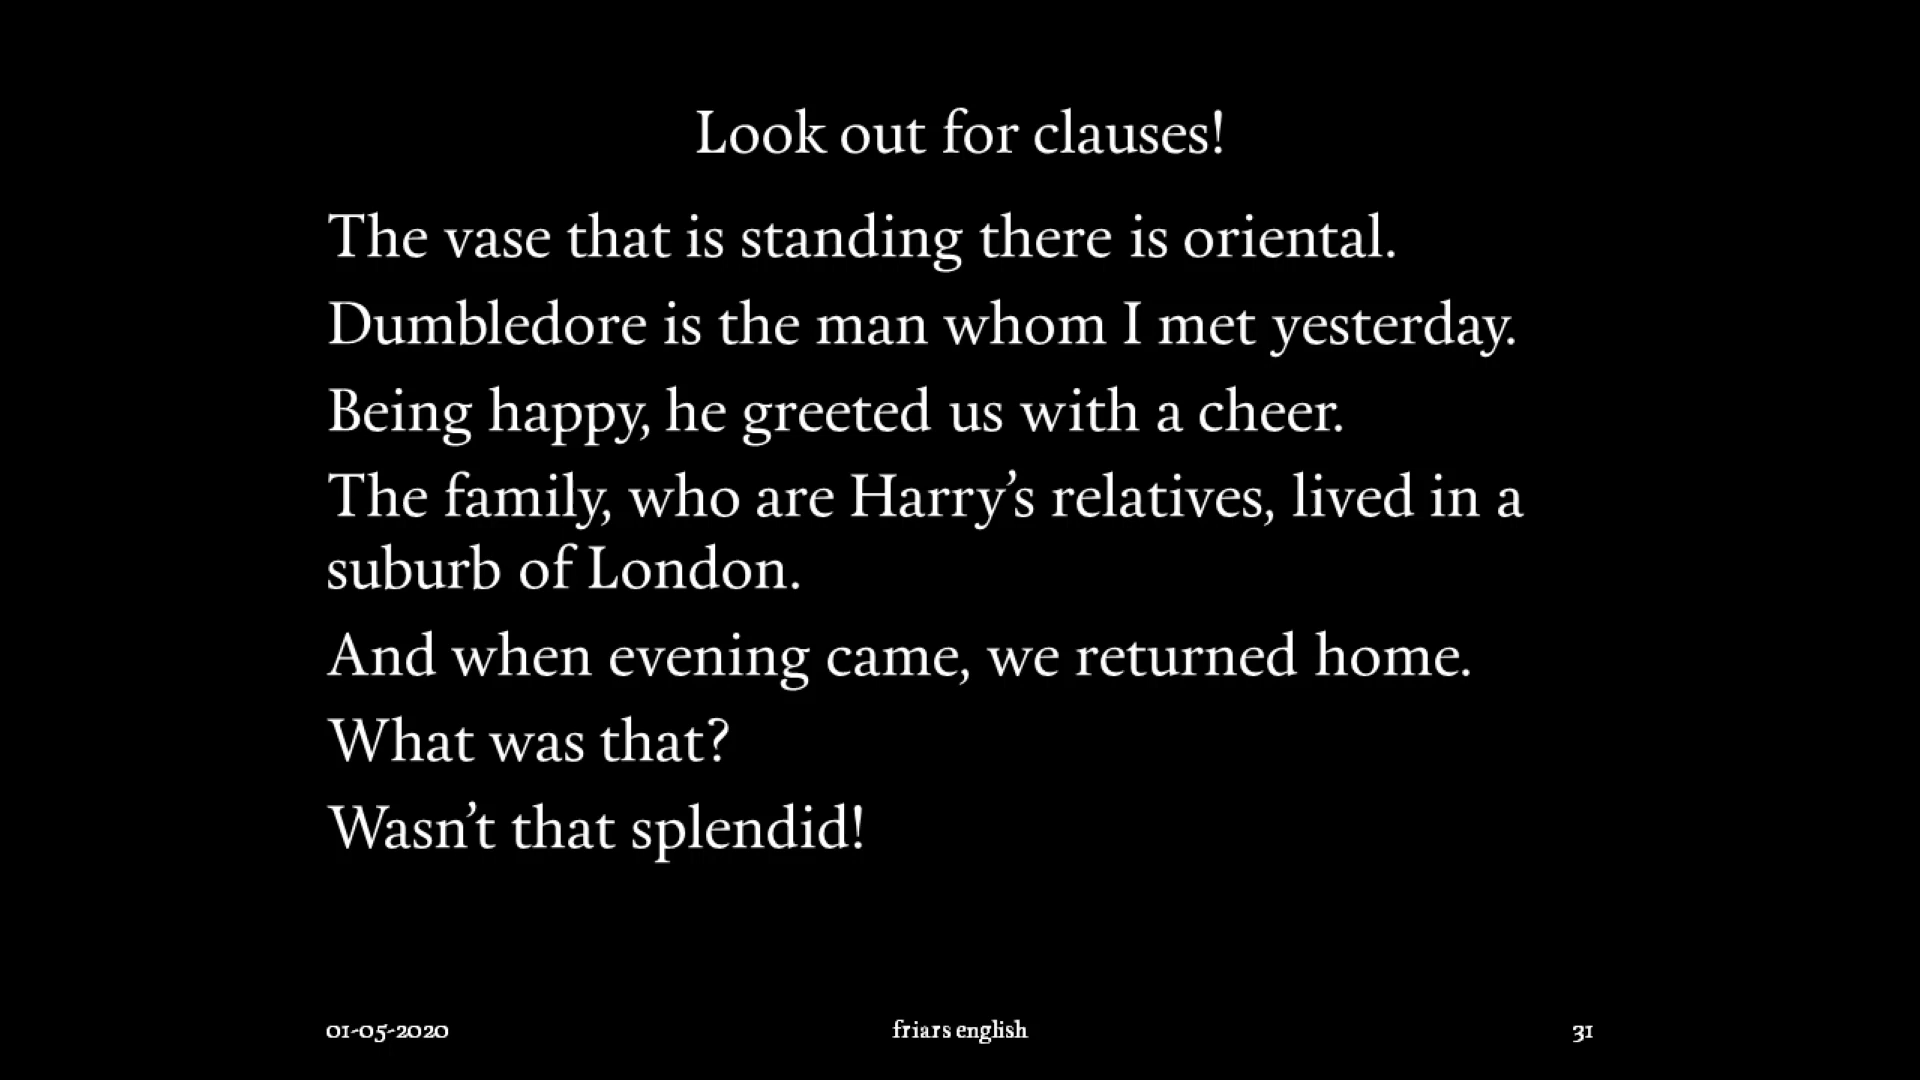 Look out for clauses!
The vase that is standing there is oriental.
Dumbledore is the man whom I met yesterday.
Being happy, he greeted us with a cheer.
The family, who are Harry’s relatives, lived in a
suburb of London.
And when evening came, we returned home.
What was that?
Wasn’t that splendid!
01-05-2020
friars english
31